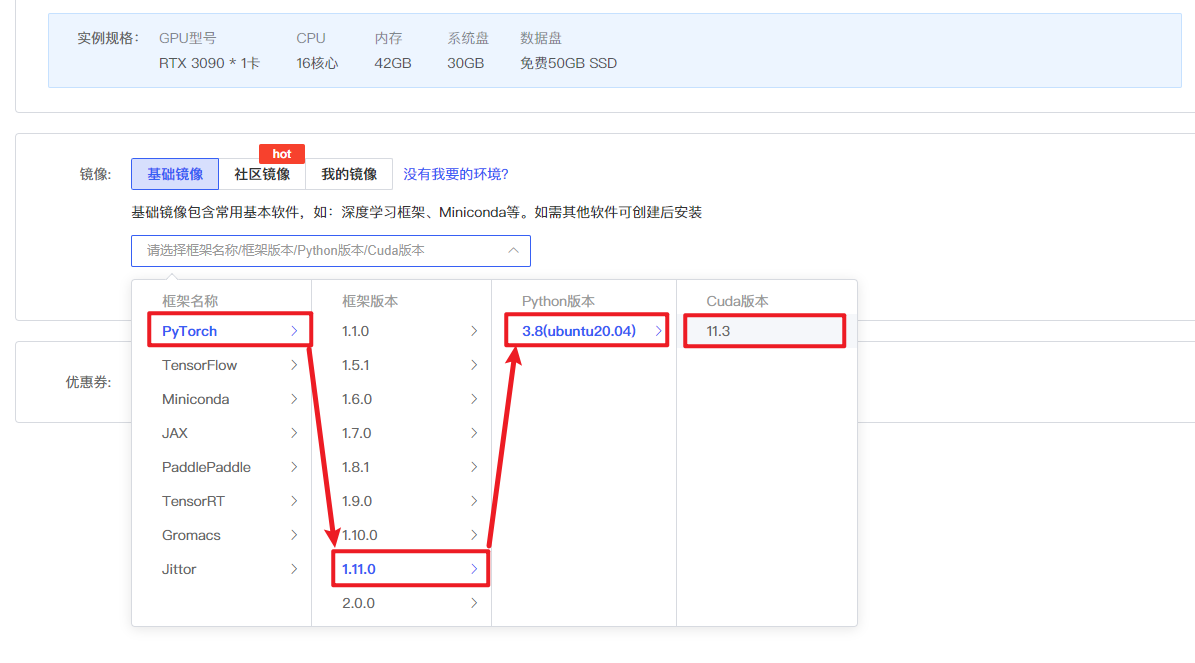 实例规格： GPU型号 CPU 内存 系统盘 数据盘
RTX 3090 * 1卡 16核心 42GB 30GB 免费50GB SSD
hot
镜像: 基础镜像 社区镜像 我的镜像 没有我要的环境?
基础镜像包含常用基本软件，如：深度学习框架、Miniconda等。如需其他软件可创建后安装
请选择框架名称/框架版本/Python版本/Cuda版本
框架名称 框架版本 Python版本 Cuda版本
PyTorch 1.1.0 3.8(ubuntu20.04) 11.3
TensorFlow 1.5.1
优惠券: Miniconda 1.6.0
JAX 1.7.0
PaddlePaddle 1.8.1
TensorRT 1.9.0
Gromacs 1.10.0
Jittor 1.11.0
2.0.0